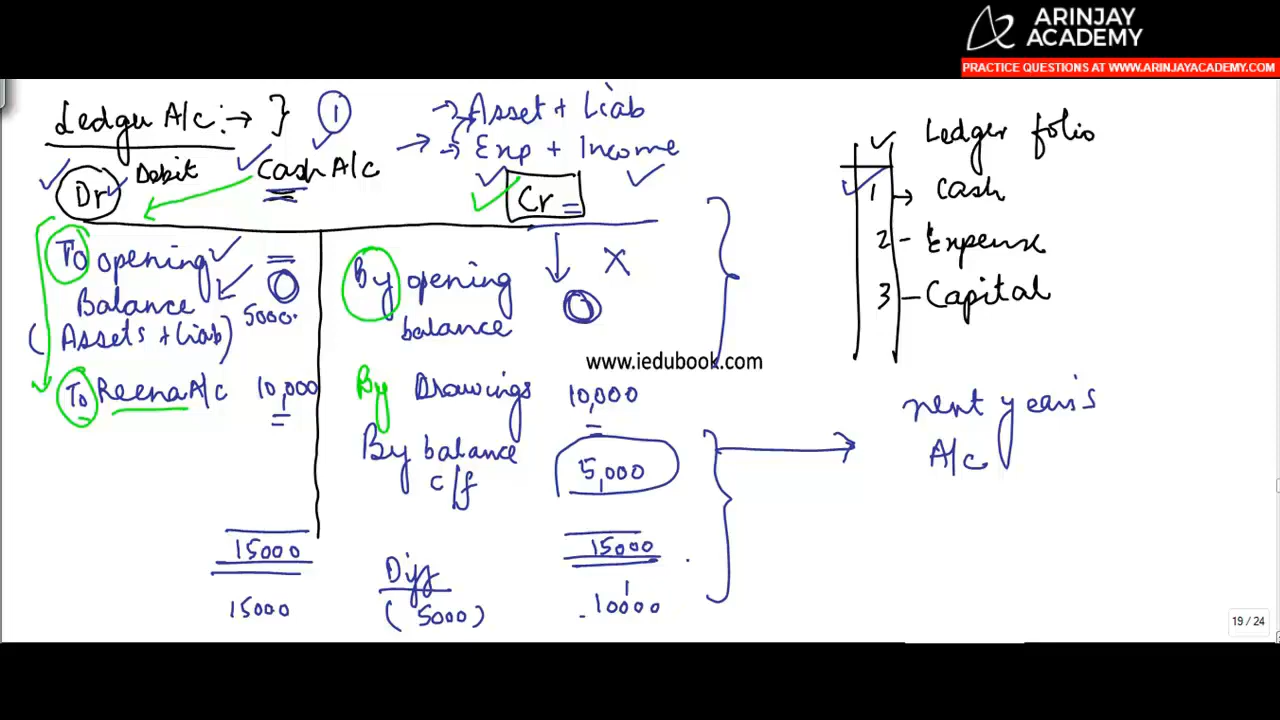 ARINJAY
ACADEMY
PRACTICE QUESTIONS AT WWW.ARINJAYACADEMY.COM
Ledger A/c :→ } 1
→ Asset + Liab
→ → Exp + Income
Dr Debit Cash A/c Cr
To opening
Balance 5000.
(Assets + Liab)
To Reena A/c 10,000
15000
15000
By opening X
balance 0
By Drawings 10,000
By balance 5,000
c/f
15000
Diff
(5000) 10000
Ledger folio
1 → Cash
2 - Expense
3 - Capital
www.iedubook.com
next year's
A/c
19 / 24